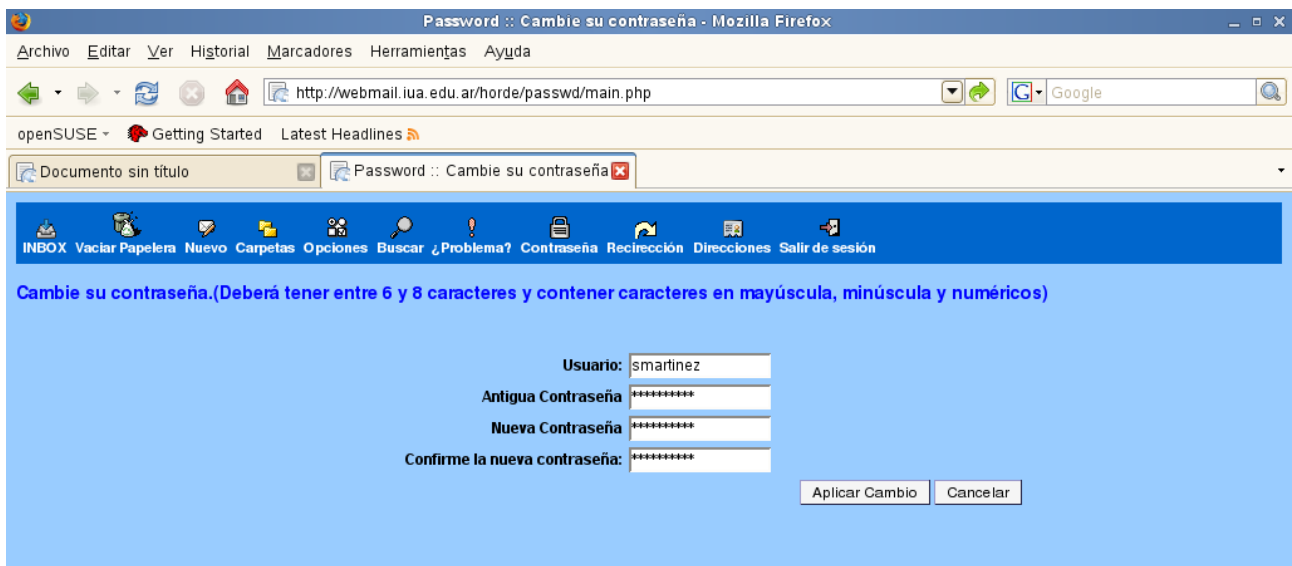 Password :: Cambie su contraseña - Mozilla Firefox
Archivo Editar Ver Historial Marcadores Herramientas Ayuda
http://webmail.iua.edu.ar/horde/passwd/main.php G Google
openSUSE Getting Started Latest Headlines
Documento sin título Password :: Cambie su contraseña
INBOX Vaciar Papelera Nuevo Carpetas Opciones Buscar ¿Problema? Contraseña Redirección Direcciones Salir de sesión
Cambie su contraseña.(Deberá tener entre 6 y 8 caracteres y contener caracteres en mayúscula, minúscula y numéricos)
Usuario: smartinez
Antigua Contraseña **********
Nueva Contraseña **********
Confirme la nueva contraseña: **********
Aplicar Cambio Cancelar